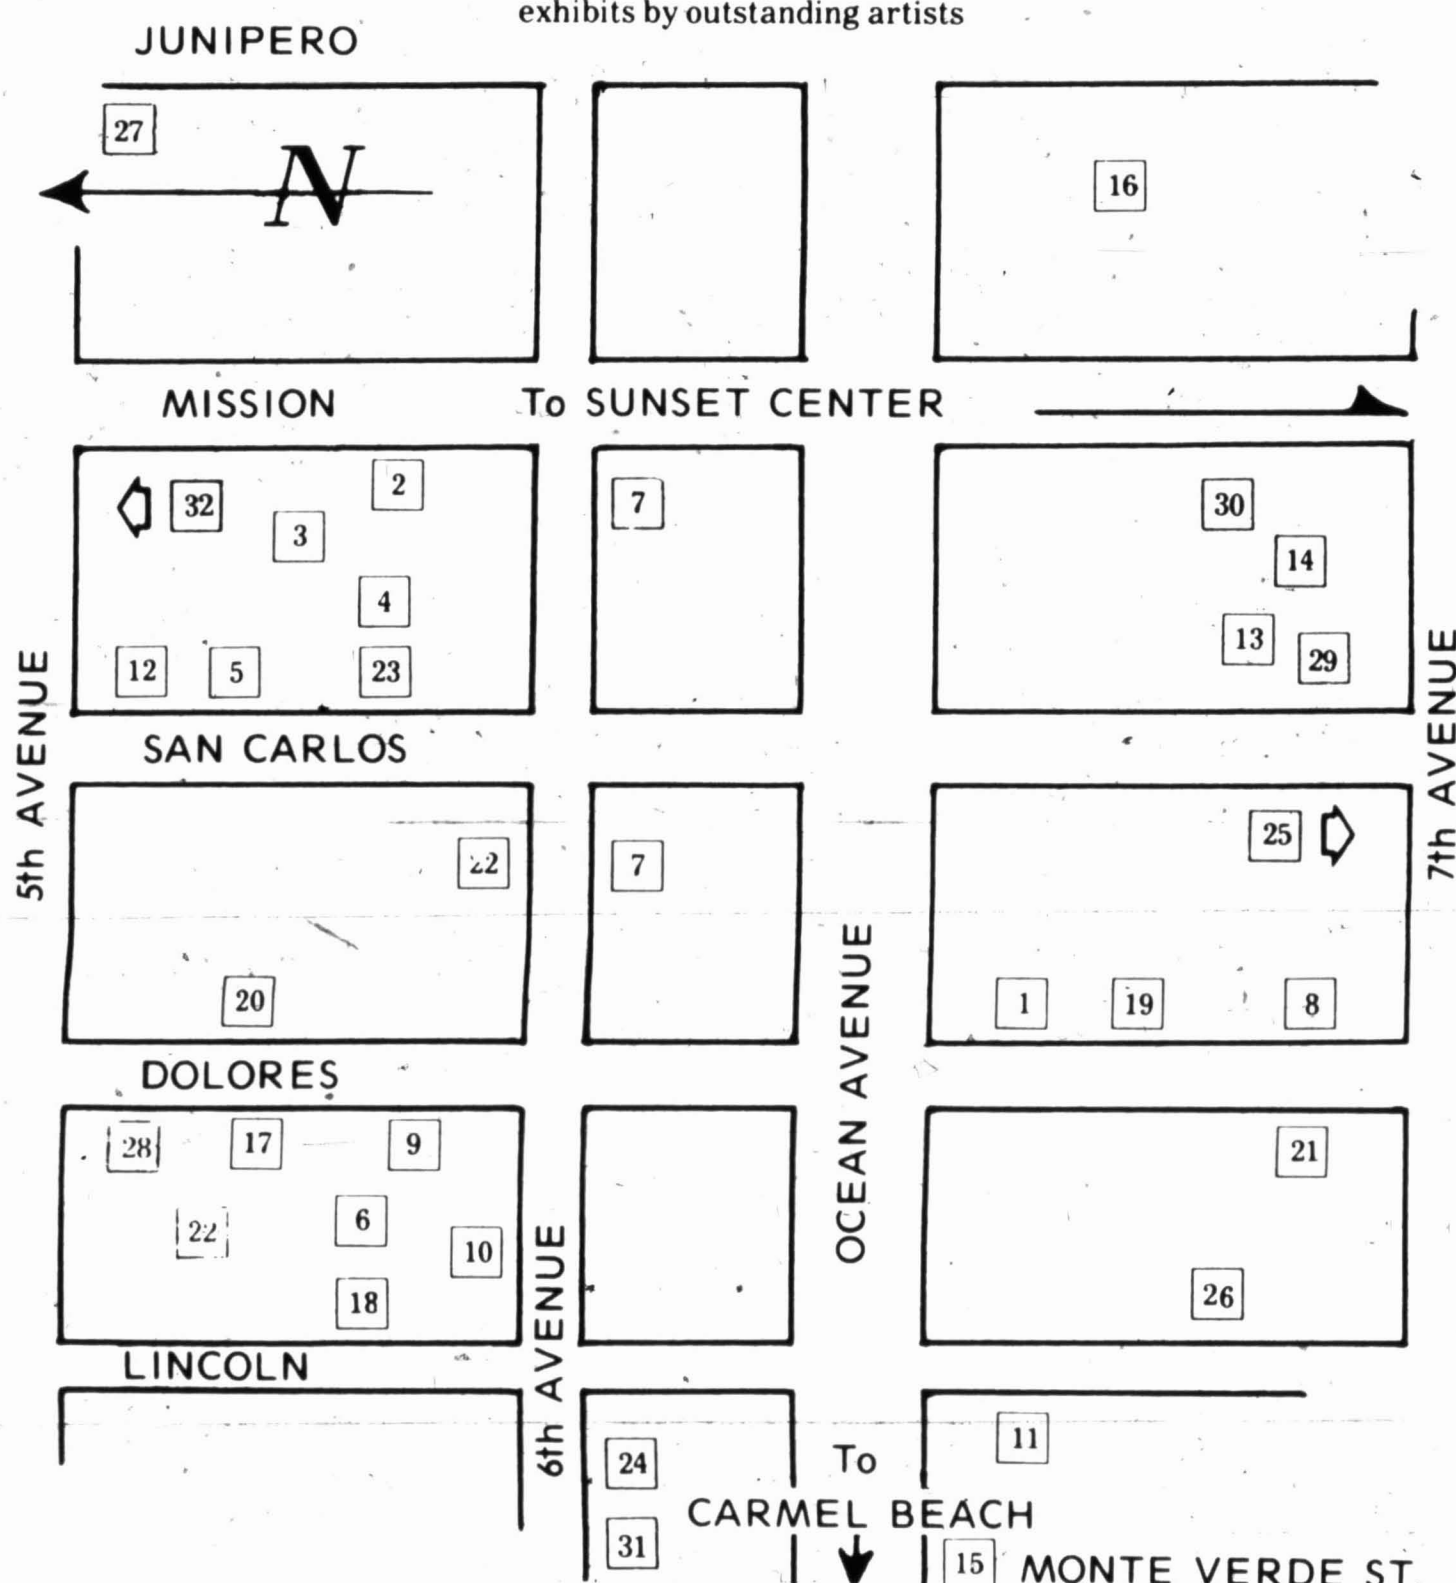 exhibits by outstanding artists
JUNIPERO
27
N
16
MISSION
To SUNSET CENTER
32
3
2
7
30
14
4
13
29
12
5
23
5th AVENUE
7th AVENUE
SAN CARLOS
22
7
25
20
OCEAN AVENUE
1
19
8
DOLORES
28
17
9
21
22
6
10
18
26
6th AVENUE
LINCOLN
24
To
11
CARMEL BEACH
31
15
MONTE VERDE ST